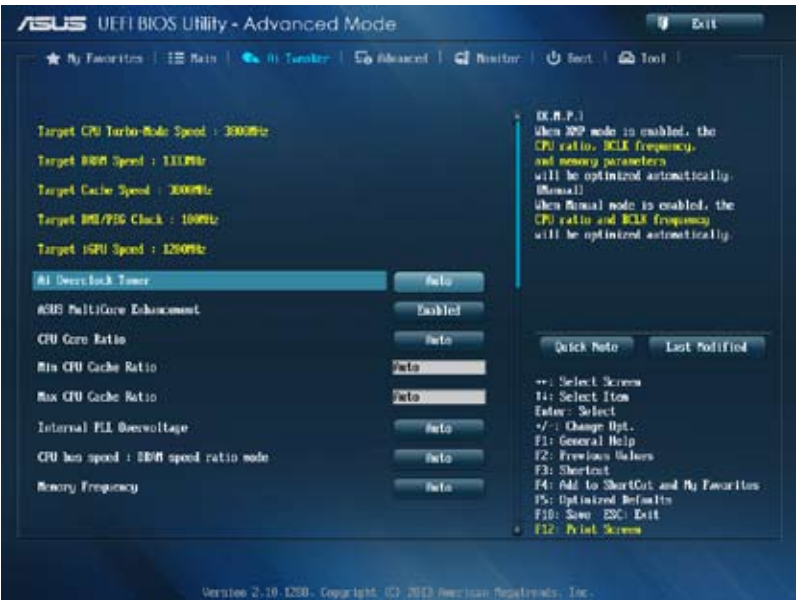 ASUS UEFI BIOS Utility - Advanced Mode
Exit
My Favorites Main Ai Tweaker Advanced Monitor Boot Tool
Target CPU Turbo-Mode Speed : 3800MHz
Target DRAM Speed : 1333MHz
Target Cache Speed : 3800MHz
Target DMI/PEG Clock : 100MHz
Target iGPU Speed : 1200MHz
Ai Overclock Tuner Auto
ASUS MultiCore Enhancement Enabled
CPU Core Ratio Auto
Min CPU Cache Ratio Auto
Max CPU Cache Ratio Auto
Internal PLL Overvoltage Auto
CPU bus speed : DRAM speed ratio mode Auto
Memory Frequency Auto
[X.M.P.]
When XMP mode is enabled, the
CPU ratio, BCLK frequency,
and memory parameters
will be optimized automatically.
[Manual]
When Manual mode is enabled, the
CPU ratio and BCLK frequency
will be optimized automatically.
Quick Note Last Modified
→←: Select Screen
↑↓: Select Item
Enter: Select
+/-: Change Opt.
F1: General Help
F2: Previous Values
F3: Shortcut
F4: Add to ShortCut and My Favorites
F5: Optimized Defaults
F10: Save ESC: Exit
F12: Print Screen
Version 2.10.1208. Copyright (C) 2013 American Megatrends, Inc.